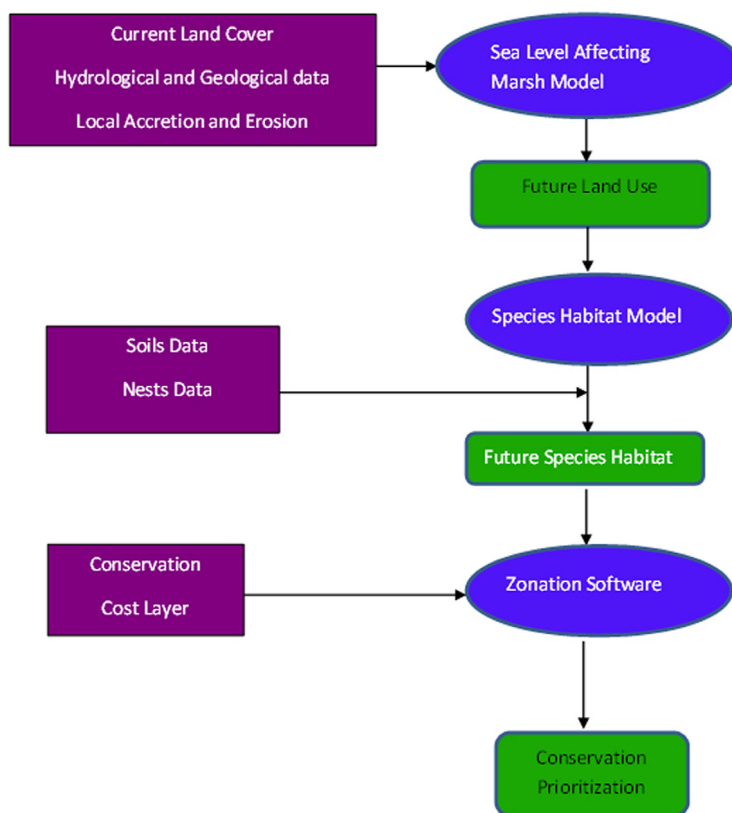 Current Land Cover
Hydrological and Geological data
Local Accretion and Erosion
Sea Level Affecting
Marsh Model
Future Land Use
Species Habitat Model
Soils Data
Nests Data
Future Species Habitat
Conservation
Cost Layer
Zonation Software
Conservation
Prioritization